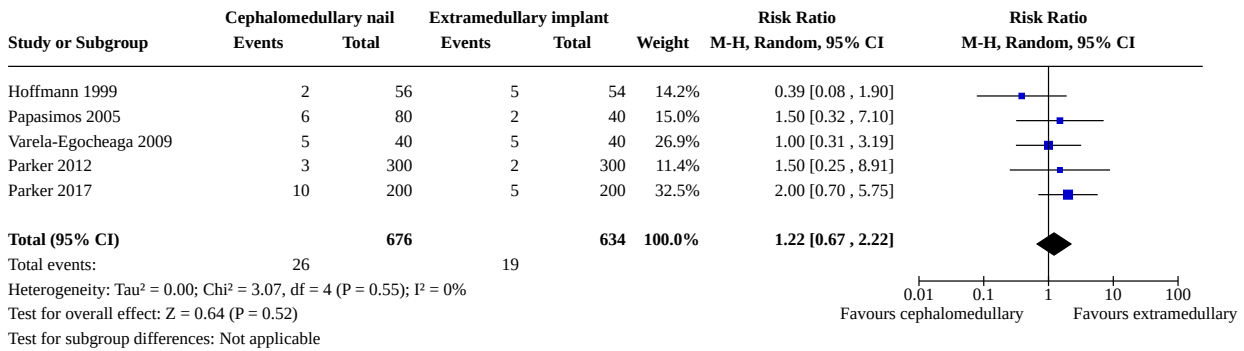 Cephalomedullary nail Extramedullary implant Risk Ratio Risk Ratio
Study or Subgroup Events Total Events Total Weight M-H, Random, 95% CI M-H, Random, 95% CI
Hoffmann 1999 2 56 5 54 14.2% 0.39 [0.08 , 1.90]
Papasimos 2005 6 80 2 40 15.0% 1.50 [0.32 , 7.10]
Varela-Egocheaga 2009 5 40 5 40 26.9% 1.00 [0.31 , 3.19]
Parker 2012 3 300 2 300 11.4% 1.50 [0.25 , 8.91]
Parker 2017 10 200 5 200 32.5% 2.00 [0.70 , 5.75]
Total (95% CI) 676 634 100.0% 1.22 [0.67 , 2.22]
Total events: 26 19
Heterogeneity: Tau² = 0.00; Chi² = 3.07, df = 4 (P = 0.55); I² = 0%
0.01 0.1 1 10 100
Test for overall effect: Z = 0.64 (P = 0.52) Favours cephalomedullary Favours extramedullary
Test for subgroup differences: Not applicable